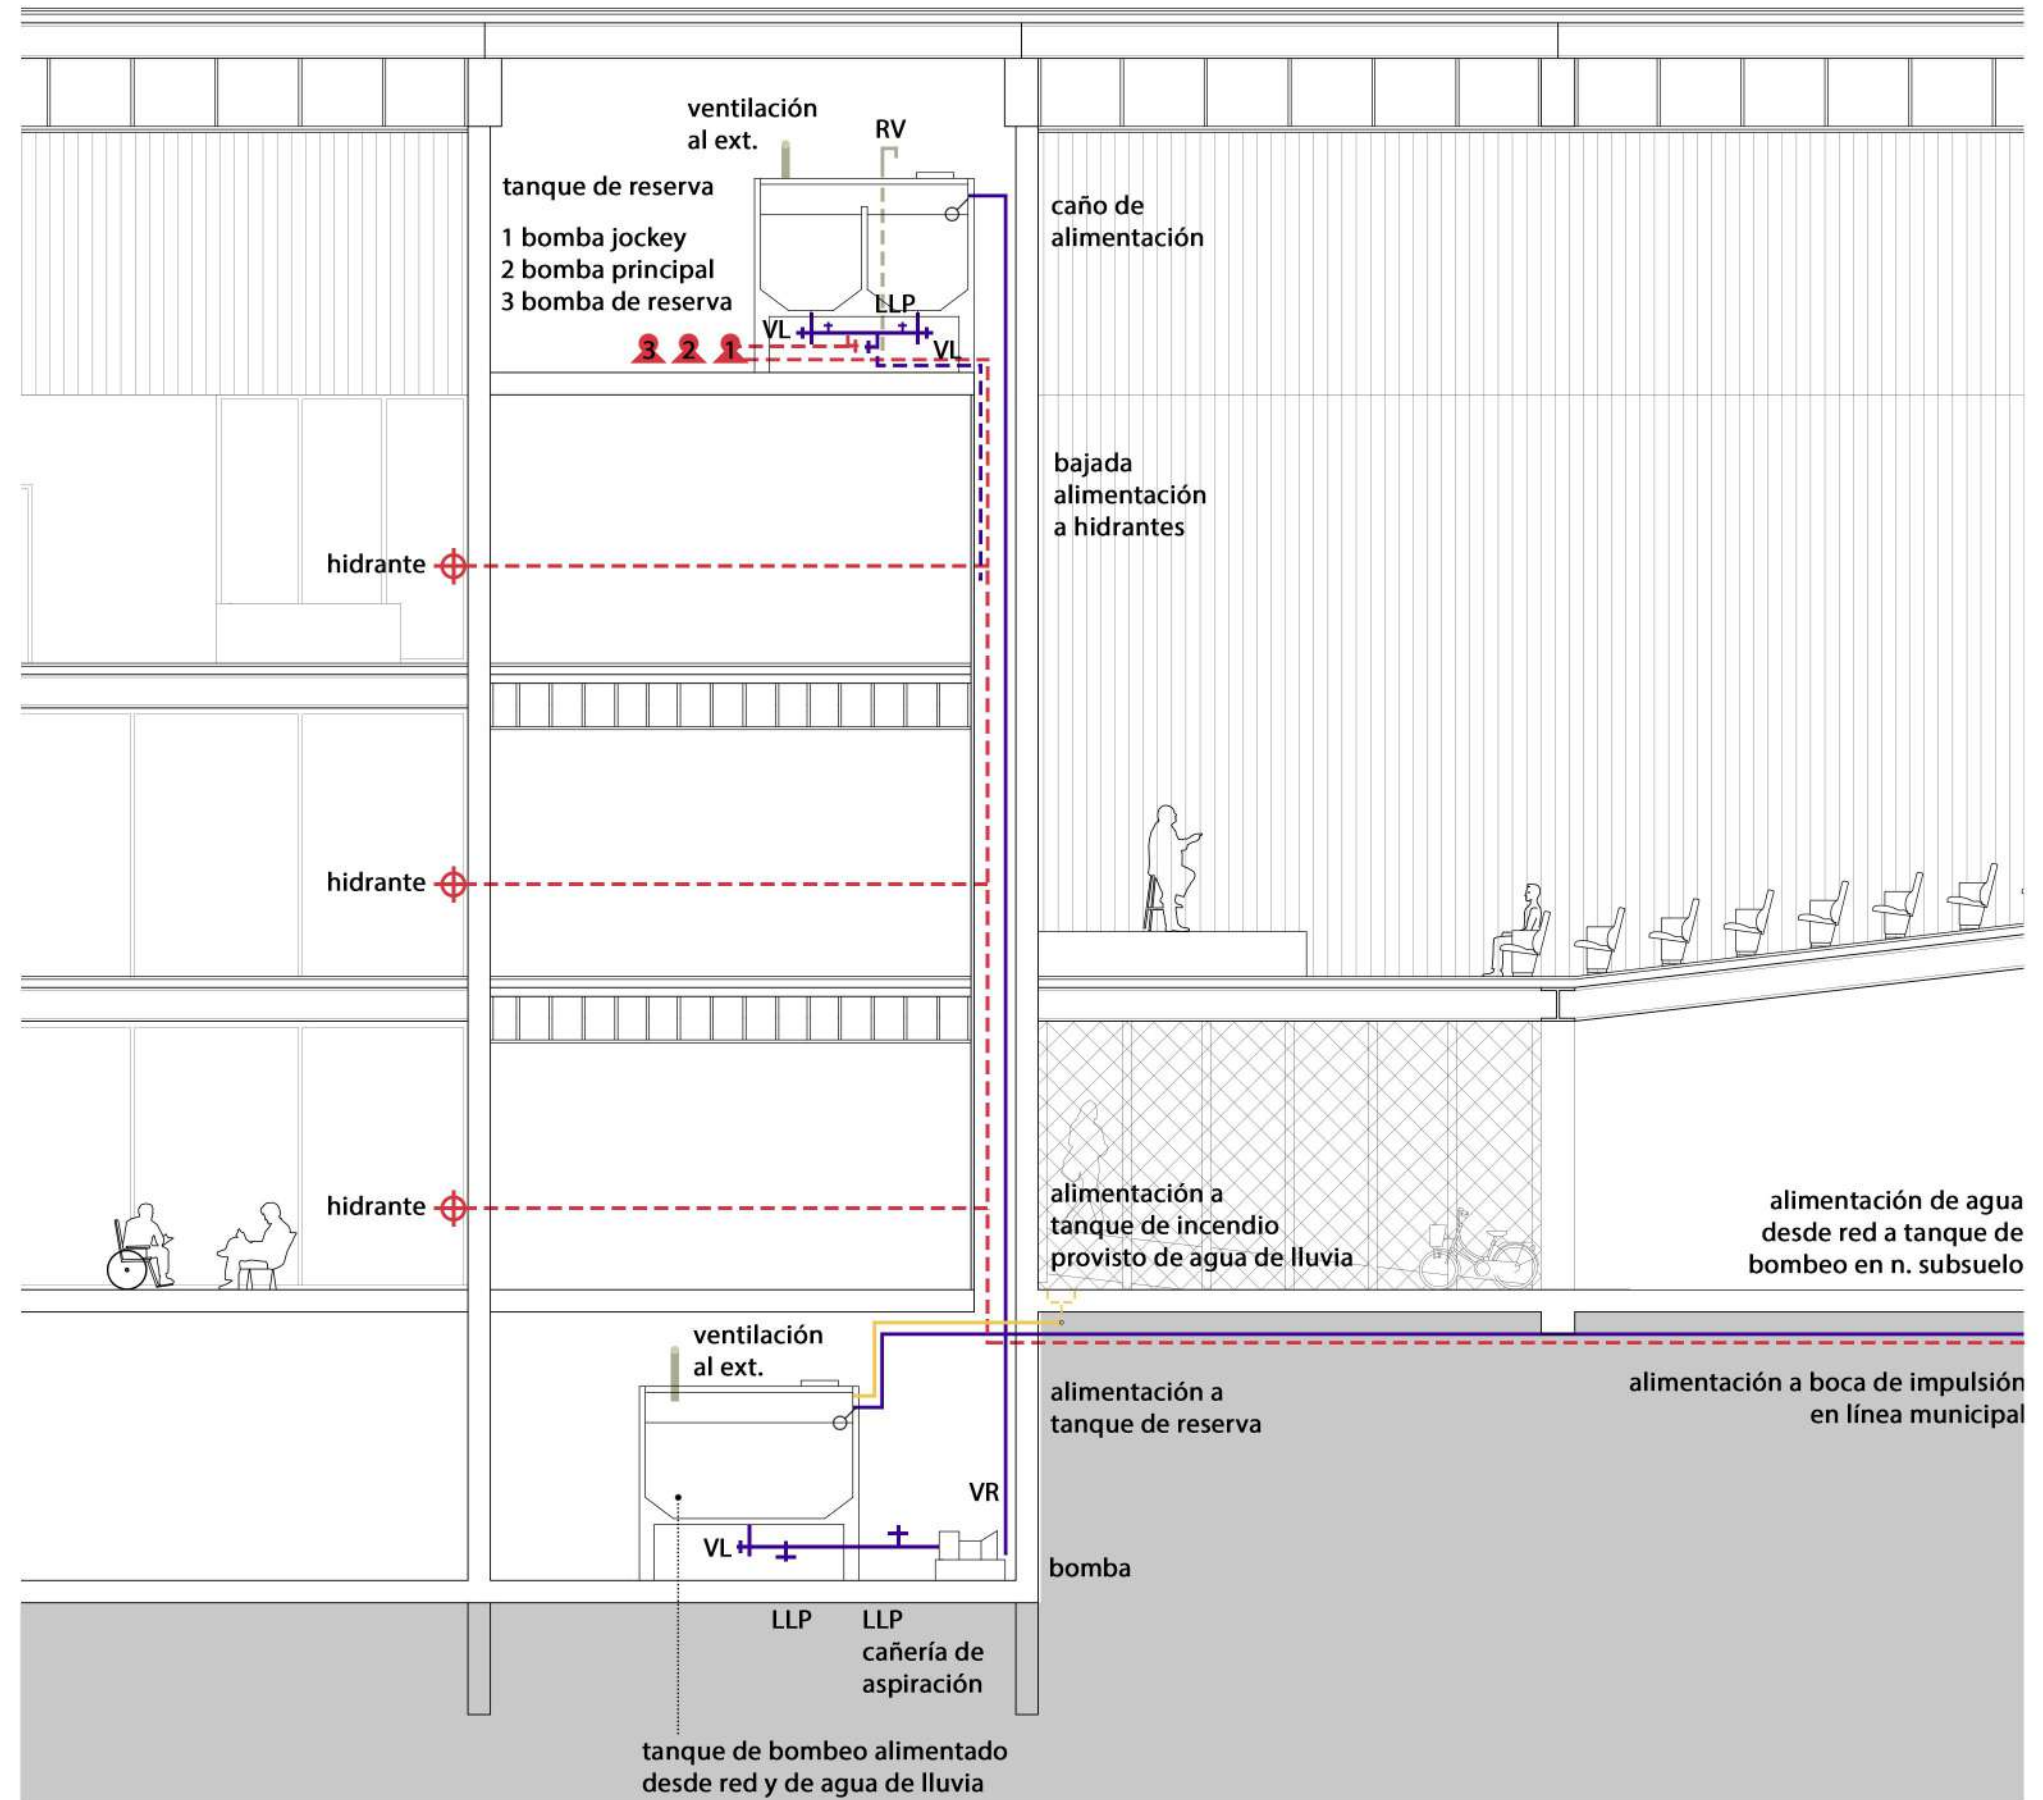 ventilación
al ext.
RV
tanque de reserva
1 bomba jockey
2 bomba principal
3 bomba de reserva
caño de
alimentación
LLP
VL
VL
3 2 1
bajada
alimentación
a hidrantes
hidrante
hidrante
hidrante
alimentación a
tanque de incendio
provisto de agua de lluvia
alimentación de agua
desde red a tanque de
bombeo en n. subsuelo
ventilación
al ext.
alimentación a
tanque de reserva
alimentación a boca de impulsión
en línea municipal
VR
VL
bomba
LLP
LLP
cañería de
aspiración
tanque de bombeo alimentado
desde red y de agua de lluvia